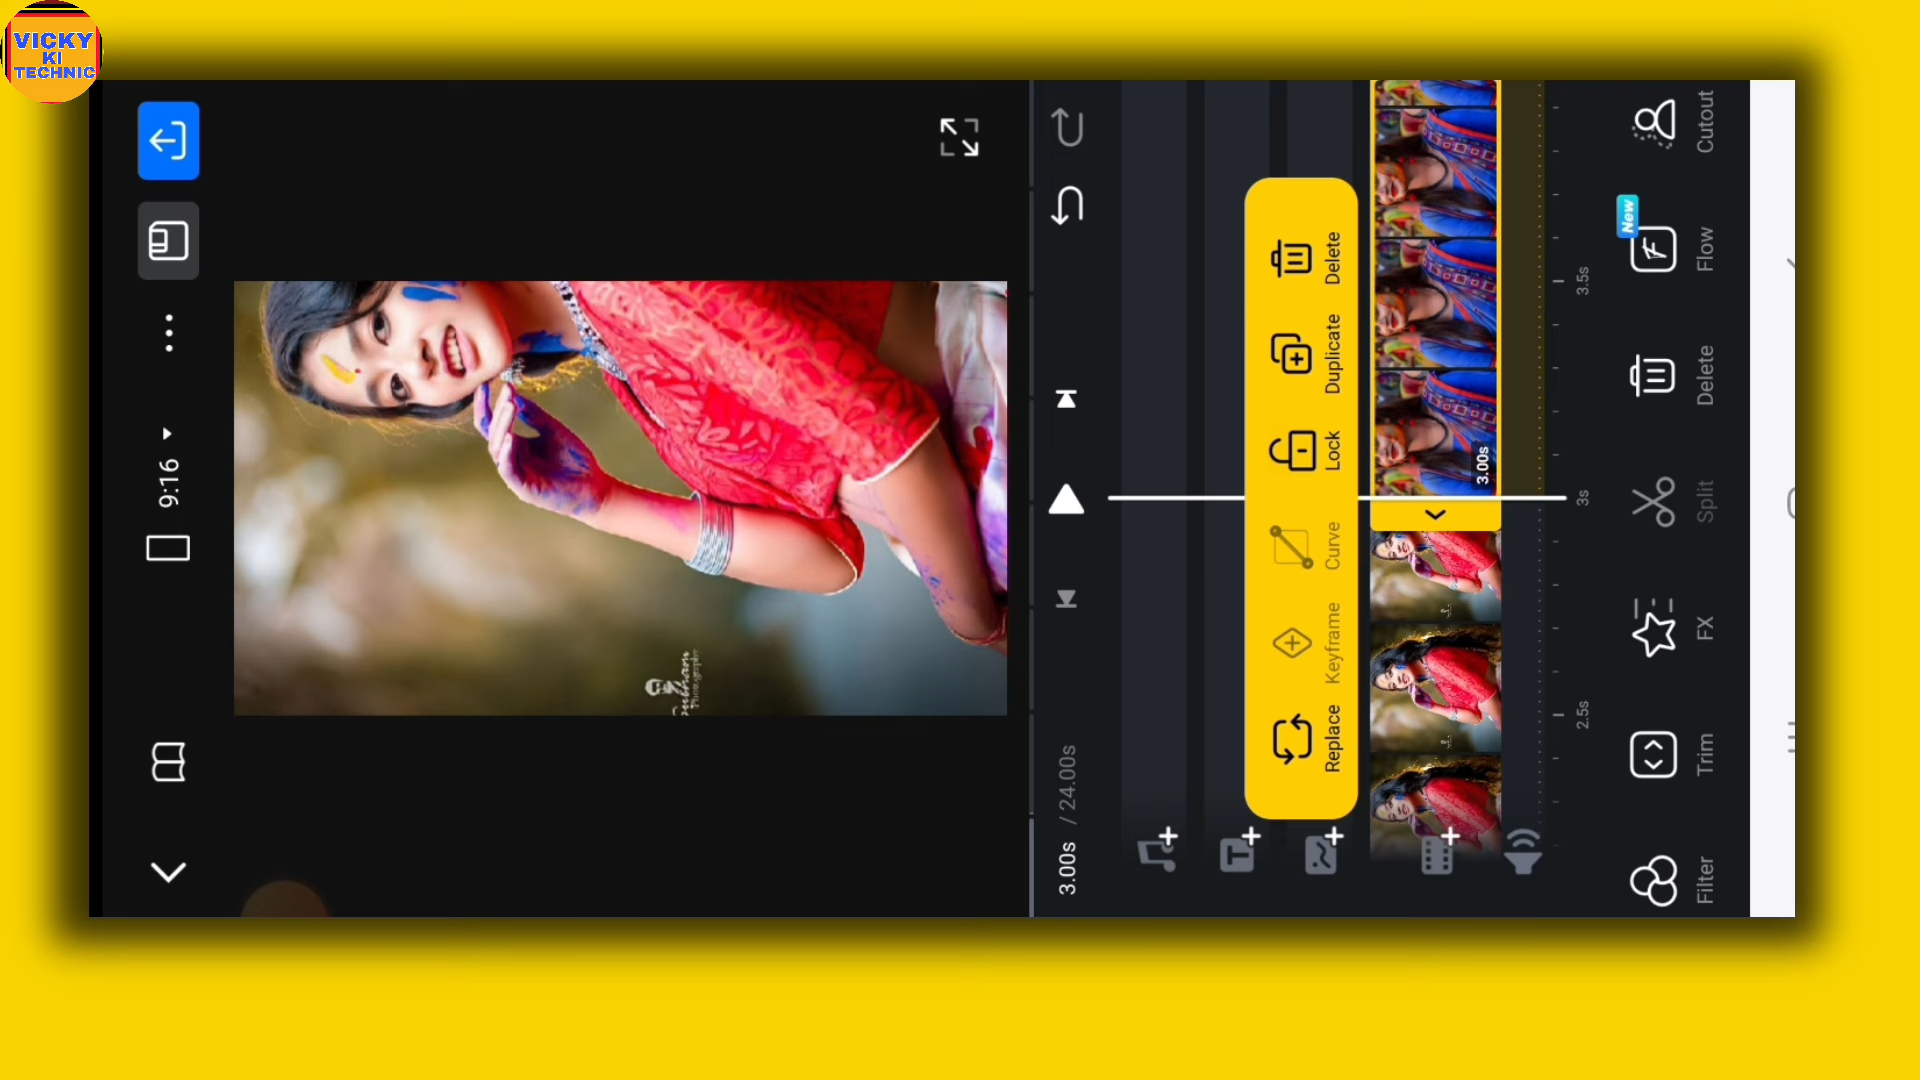 VICKY
KI
TECHNIC
9:16
3.00s / 24.00s
Replace
Keyframe
Curve
Lock
Duplicate
Delete
3.00s
2.5s
3s
3.5s
Filter
Trim
FX
Split
Delete
Flow
New
Cutout
Photography